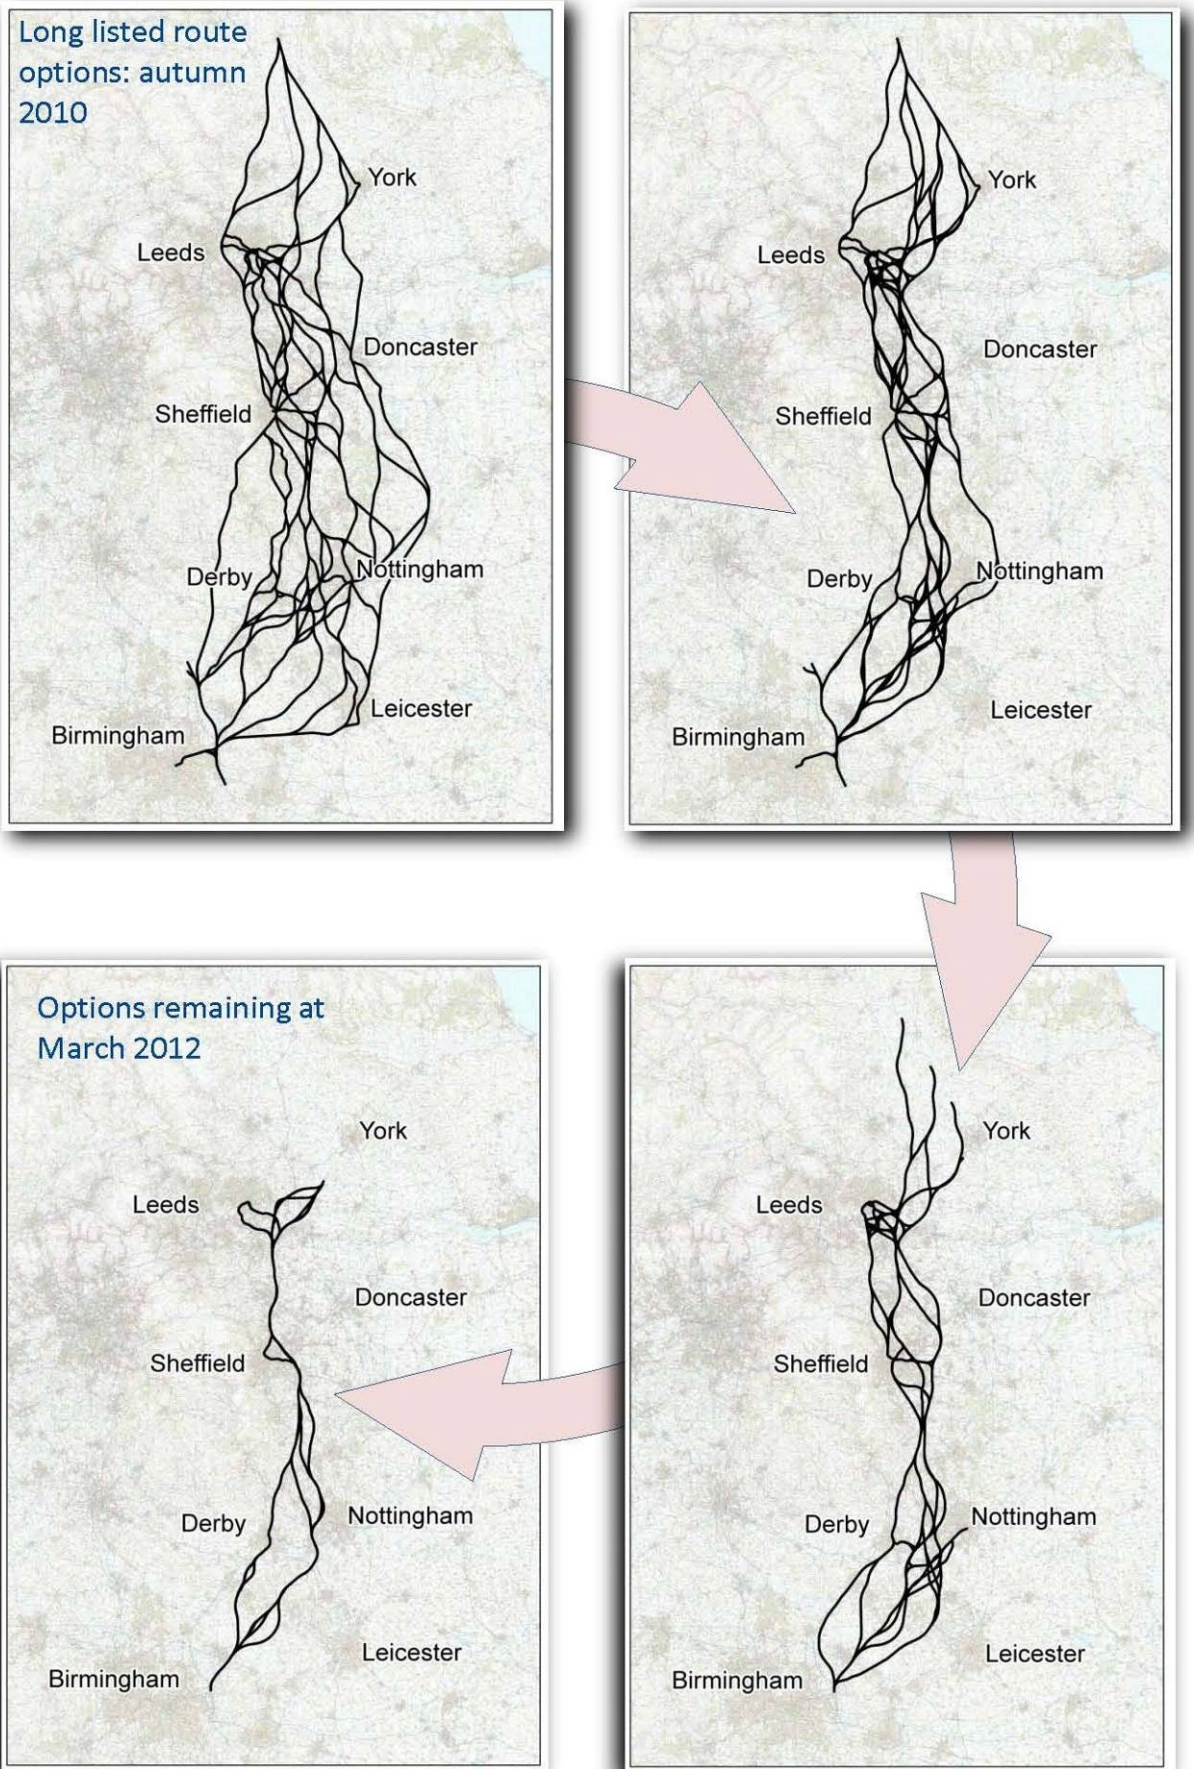 Long listed route
options: autumn
2010
York
Leeds
Doncaster
Sheffield
Derby
Nottingham
Leicester
Birmingham
York
Leeds
Doncaster
Sheffield
Derby
Nottingham
Leicester
Birmingham
Options remaining at
March 2012
York
Leeds
Doncaster
Sheffield
Derby
Nottingham
Leicester
Birmingham
York
Leeds
Doncaster
Sheffield
Derby
Nottingham
Leicester
Birmingham